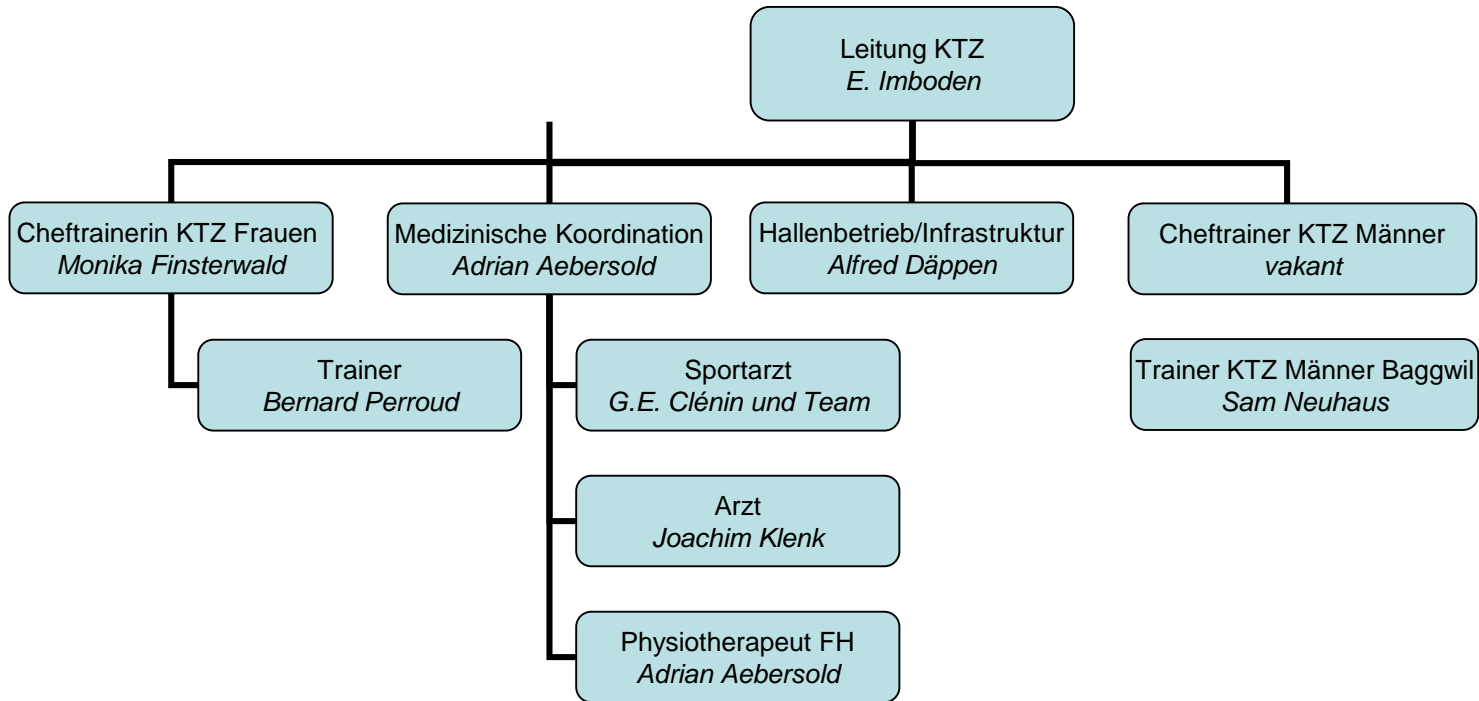 Leitung KTZ
E. Imboden
Cheftrainerin KTZ Frauen
Monika Finsterwald
Medizinische Koordination
Adrian Aebersold
Hallenbetrieb/Infrastruktur
Alfred Däppen
Cheftrainer KTZ Männer
vakant
Trainer
Bernard Perroud
Sportarzt
G.E. Clénin und Team
Trainer KTZ Männer Baggwil
Sam Neuhaus
Arzt
Joachim Klenk
Physiotherapeut FH
Adrian Aebersold